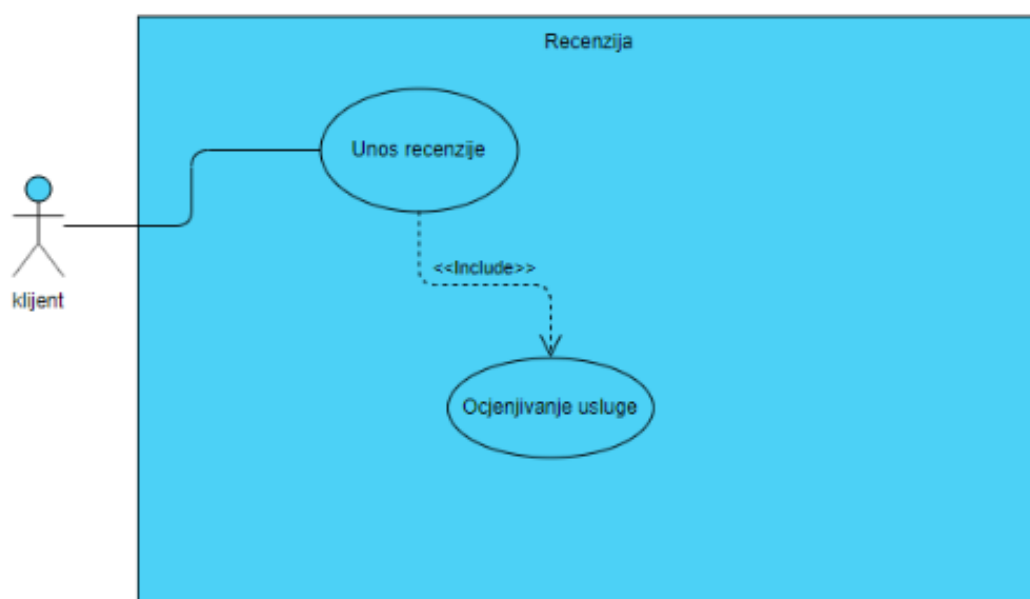 Recenzija
Unos recenzije
<<Include>>
klijent
Ocjenjivanje usluge